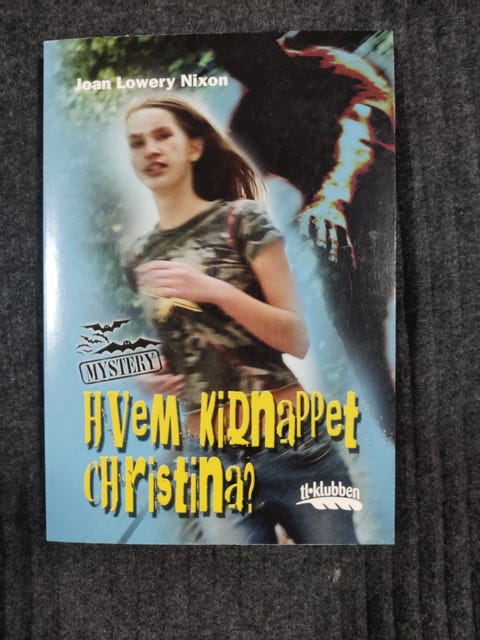 Joan Lowery Nixon
MYSTERY
HVEM KIDNAPPET
CHRISTINA?
tl•klubben